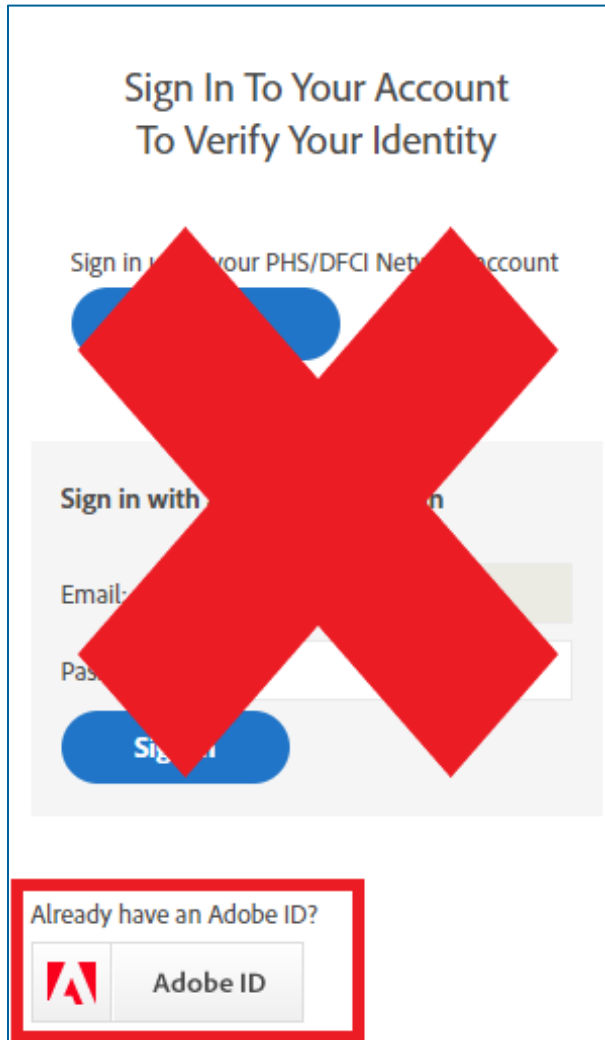 Sign In To Your Account
To Verify Your Identity
Sign in your PHS/DFCI account
Sign in with
Email:
Already have an Adobe ID?
Adobe ID